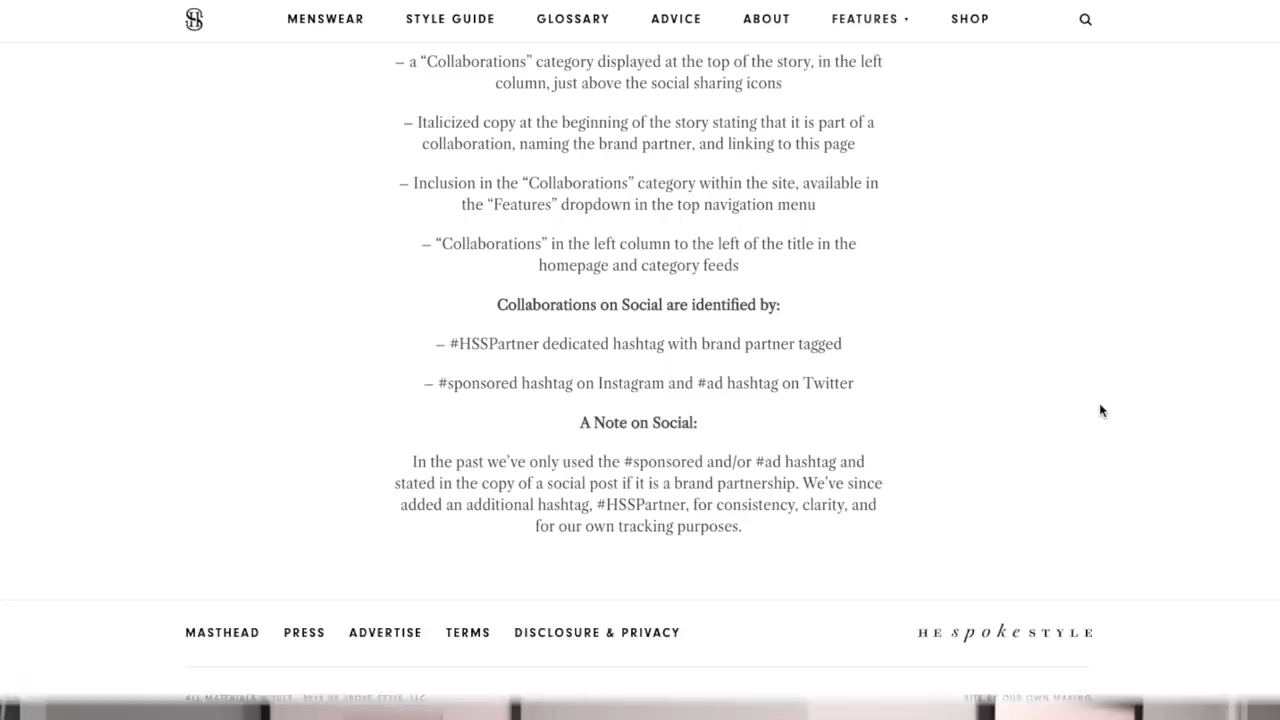 MENSWEAR STYLE GUIDE GLOSSARY ADVICE ABOUT FEATURES SHOP
– a “Collaborations” category displayed at the top of the story, in the left
column, just above the social sharing icons
– Italicized copy at the beginning of the story stating that it is part of a
collaboration, naming the brand partner, and linking to this page
– Inclusion in the “Collaborations” category within the site, available in
the “Features” dropdown in the top navigation menu
– “Collaborations” in the left column to the left of the title in the
homepage and category feeds
Collaborations on Social are identified by:
– #HSSPartner dedicated hashtag with brand partner tagged
– #sponsored hashtag on Instagram and #ad hashtag on Twitter
A Note on Social:
In the past we’ve only used the #sponsored and/or #ad hashtag and
stated in the copy of a social post if it is a brand partnership. We’ve since
added an additional hashtag, #HSSPartner, for consistency, clarity, and
for our own tracking purposes.
MASTHEAD PRESS ADVERTISE TERMS DISCLOSURE & PRIVACY HE spoke STYLE
SITE BY OUR OWN MAKING